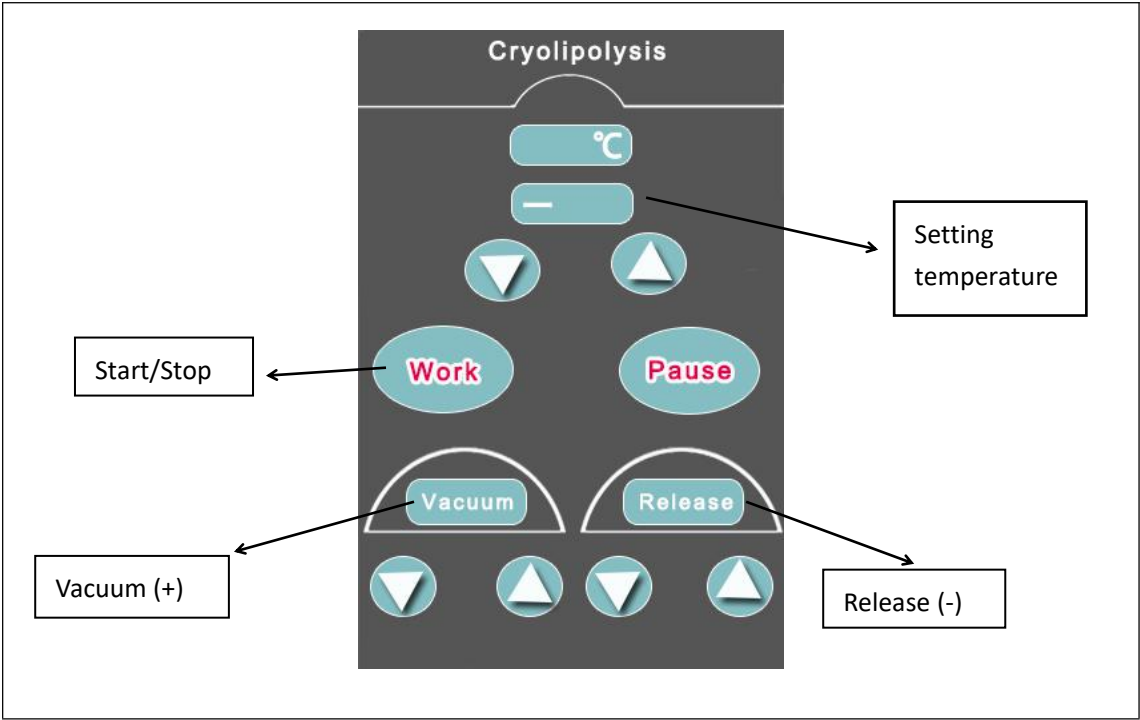 Cryolipolysis
℃
—
Setting
temperature
Start/Stop
Work
Pause
Vacuum
Release
Vacuum (+)
Release (-)